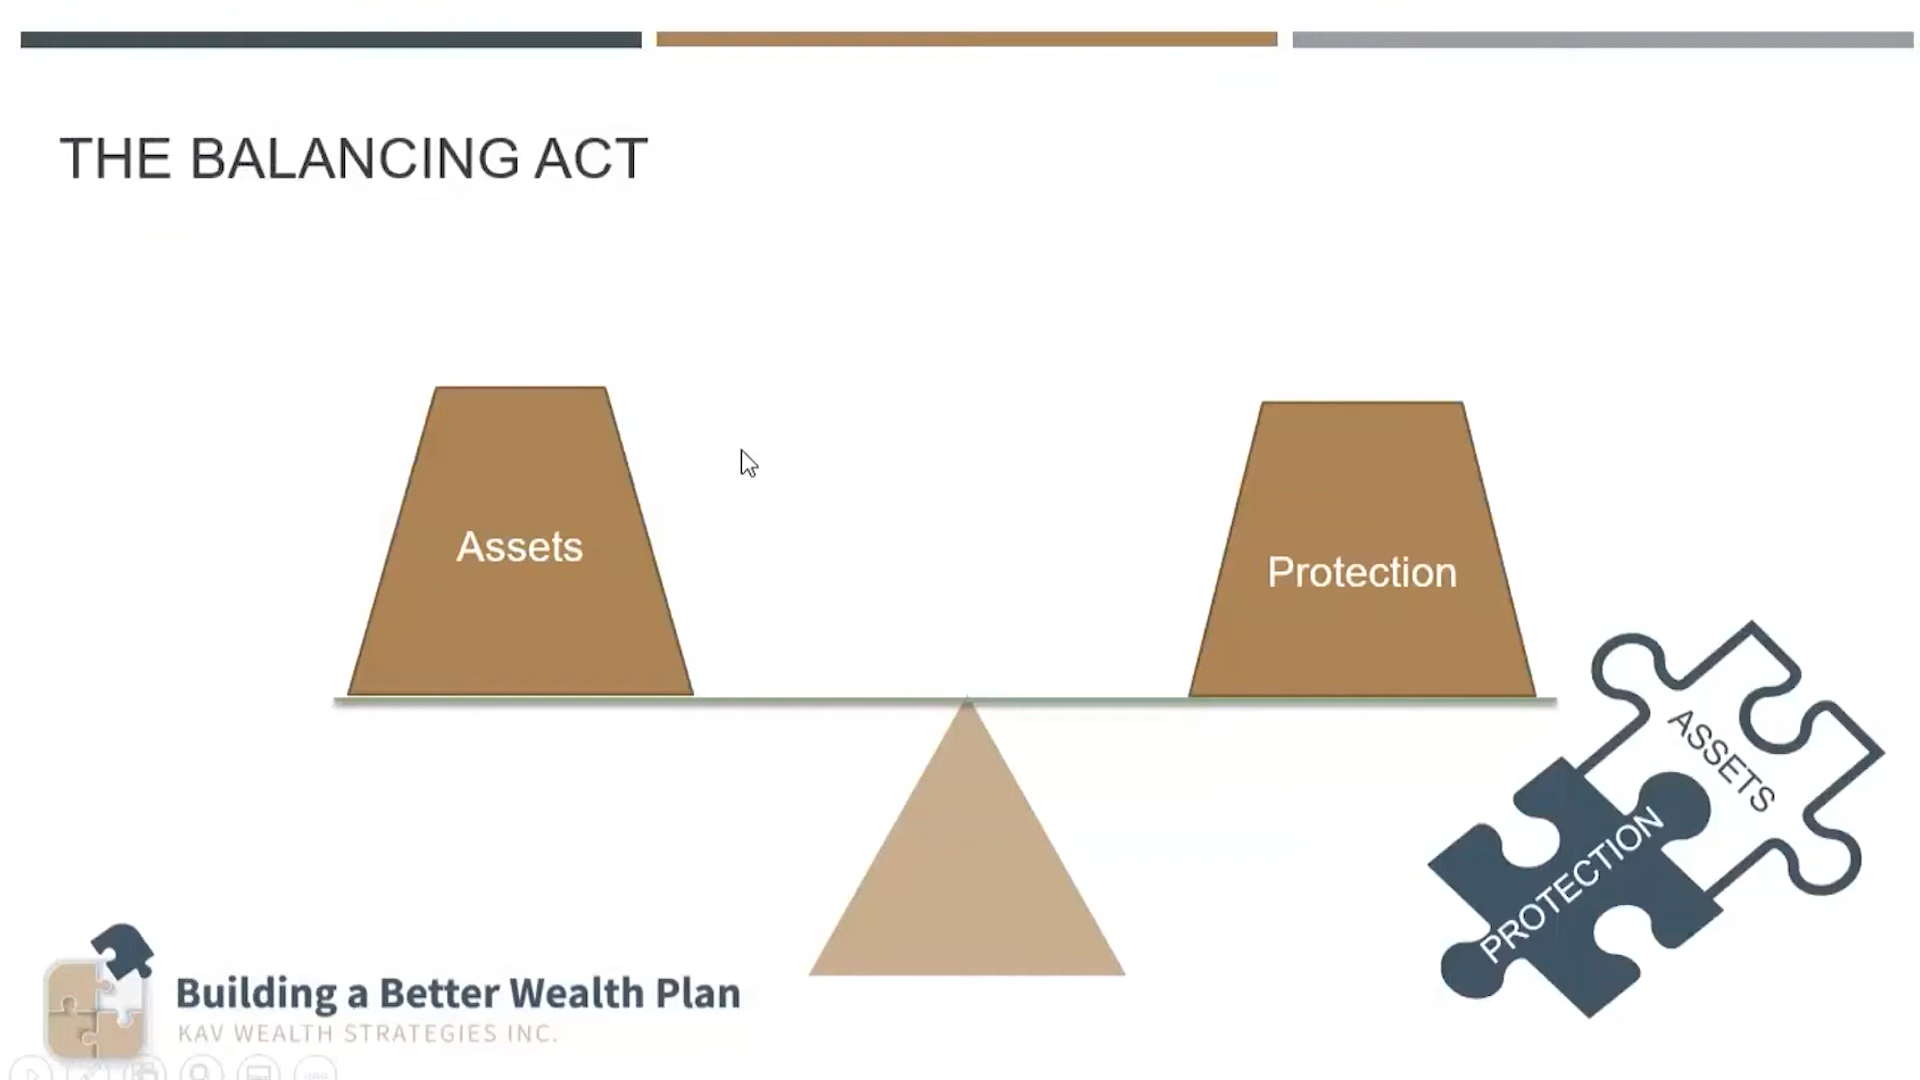 THE BALANCING ACT
Assets
Protection
ASSETS
PROTECTION
Building a Better Wealth Plan
KAV WEALTH STRATEGIES INC.